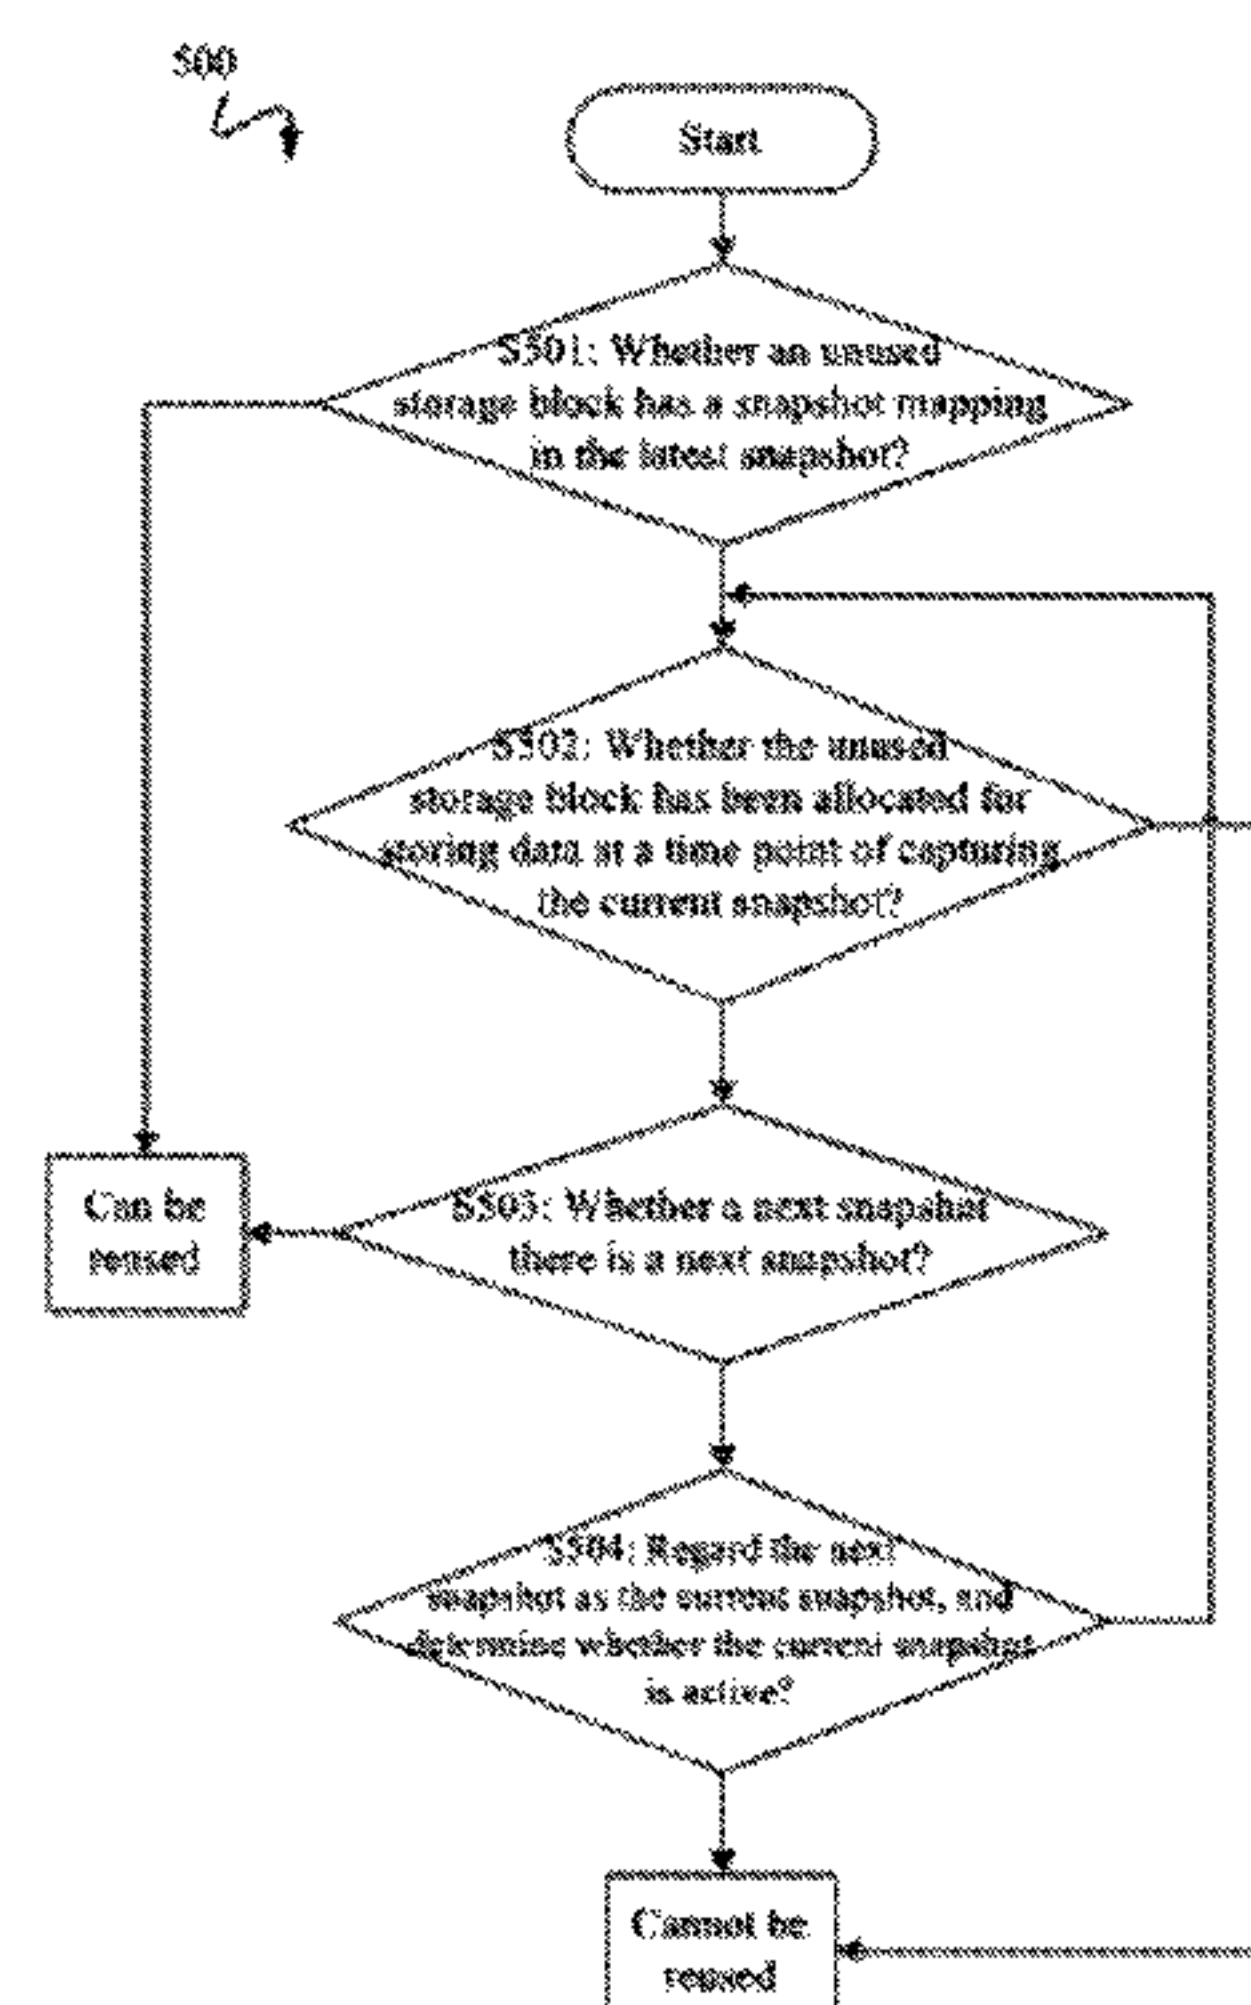 500
Start
S501: Whether an unused
storage block has a snapshot mapping
in the latest snapshot?
S502: Whether the unused
storage block has been allocated for
storing data at a time point of capturing
the current snapshot?
Can be
reused
S503: Whether a next snapshot
there is a next snapshot?
S504: Regard the next
snapshot as the current snapshot, and
determine whether the current snapshot
is active?
Cannot be
reused